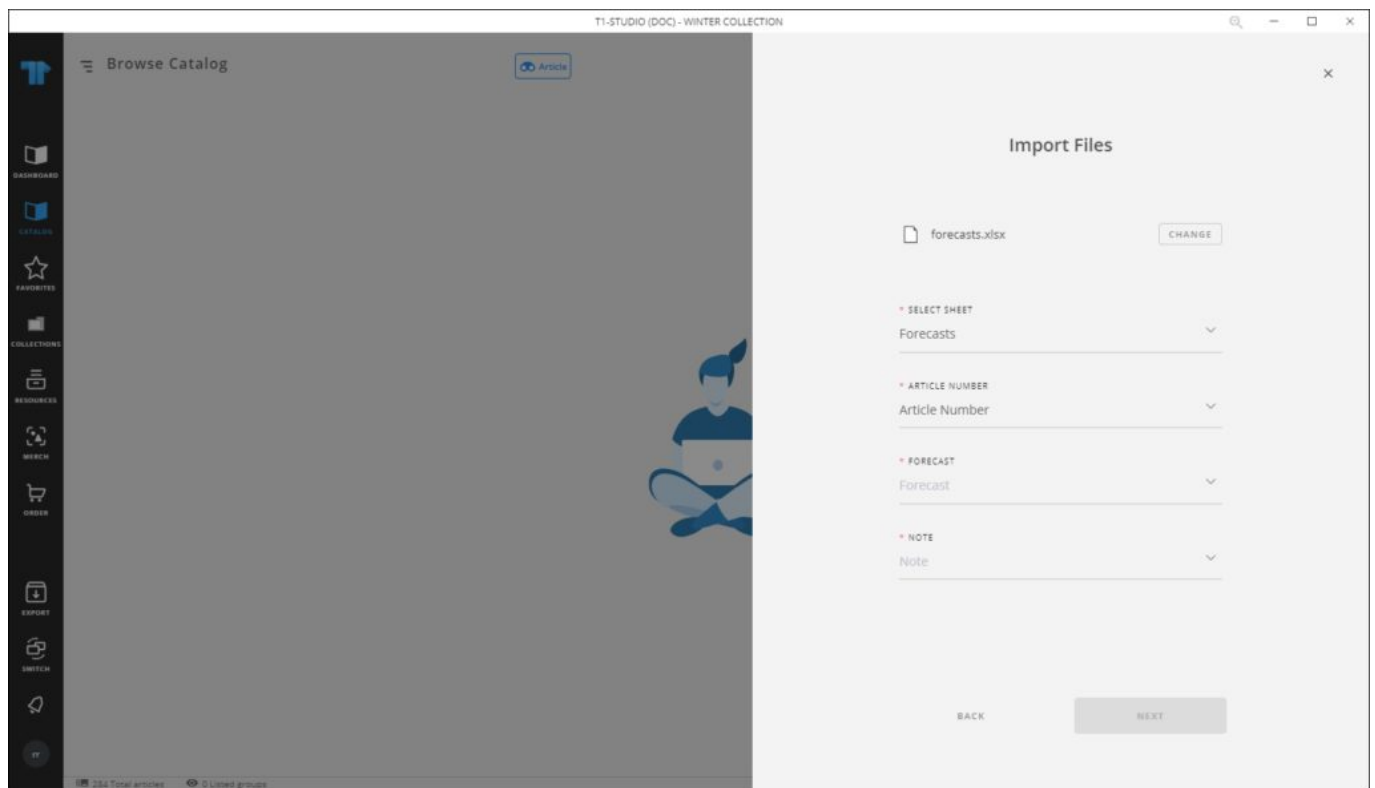 T1-STUDIO (DOC) - WINTER COLLECTION
Browse Catalog
Article
DASHBOARD
CATALOG
FAVORITES
COLLECTIONS
RESOURCES
MERCH
ORDER
EXPORT
SWITCH
284 Total articles
0 Listed groups
Import Files
forecasts.xlsx
CHANGE
* SELECT SHEET
Forecasts
* ARTICLE NUMBER
Article Number
* FORECAST
Forecast
* NOTE
Note
BACK
NEXT